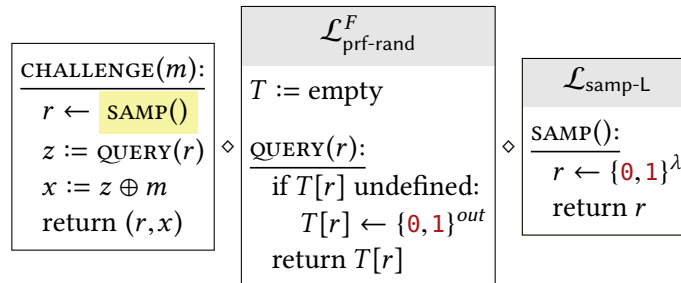 CHALLENGE(m):
r ← SAMP()
z := QUERY(r)
x := z ⊕ m
return (r, x)
⋄
𝓛^F_prf-rand
T := empty
QUERY(r):
if T[r] undefined:
T[r] ← {0, 1}^out
return T[r]
⋄
𝓛_samp-L
SAMP():
r ← {0, 1}^λ
return r